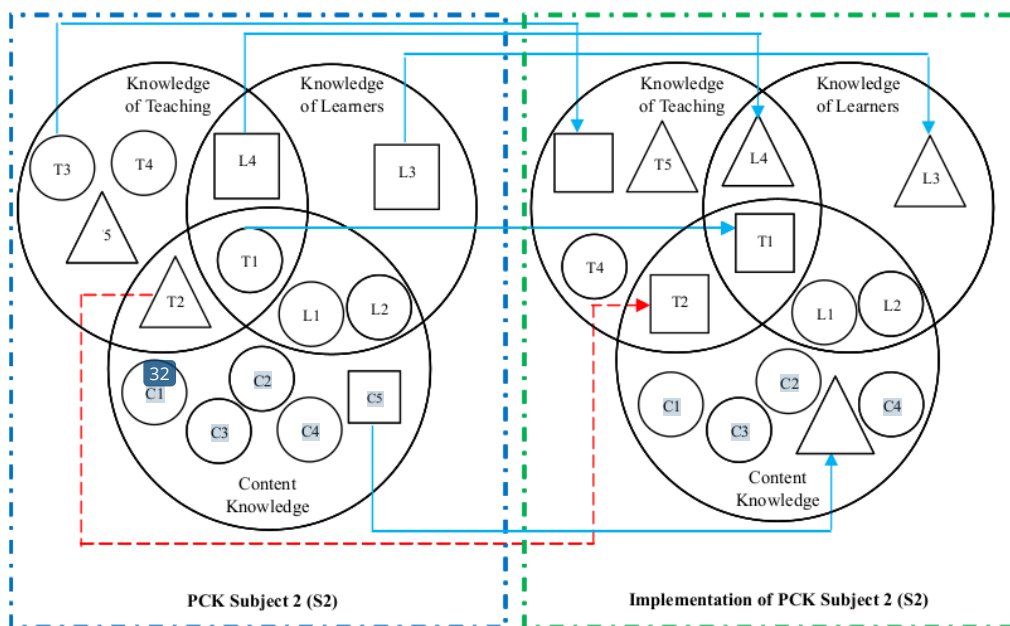 Knowledge
of Teaching
Knowledge
of Learners
T3
T4
L4
L3
'5
T1
T2
L1
L2
32
C1
C2
C3
C4
C5
Content
Knowledge
PCK Subject 2 (S2)
Knowledge
of Teaching
Knowledge
of Learners
T5
L4
L3
T1
T4
T2
L1
L2
C1
C2
C3
C4
Content
Knowledge
Implementation of PCK Subject 2 (S2)